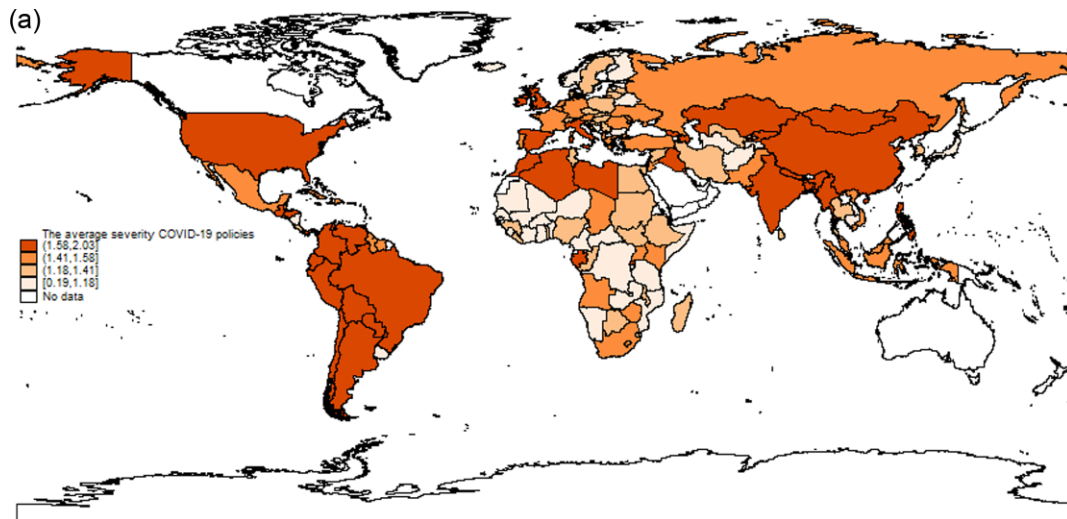 (a)
The average severity COVID-19 policies
(1.58,2.03]
(1.41,1.58]
(1.18,1.41]
[0.19,1.18]
No data